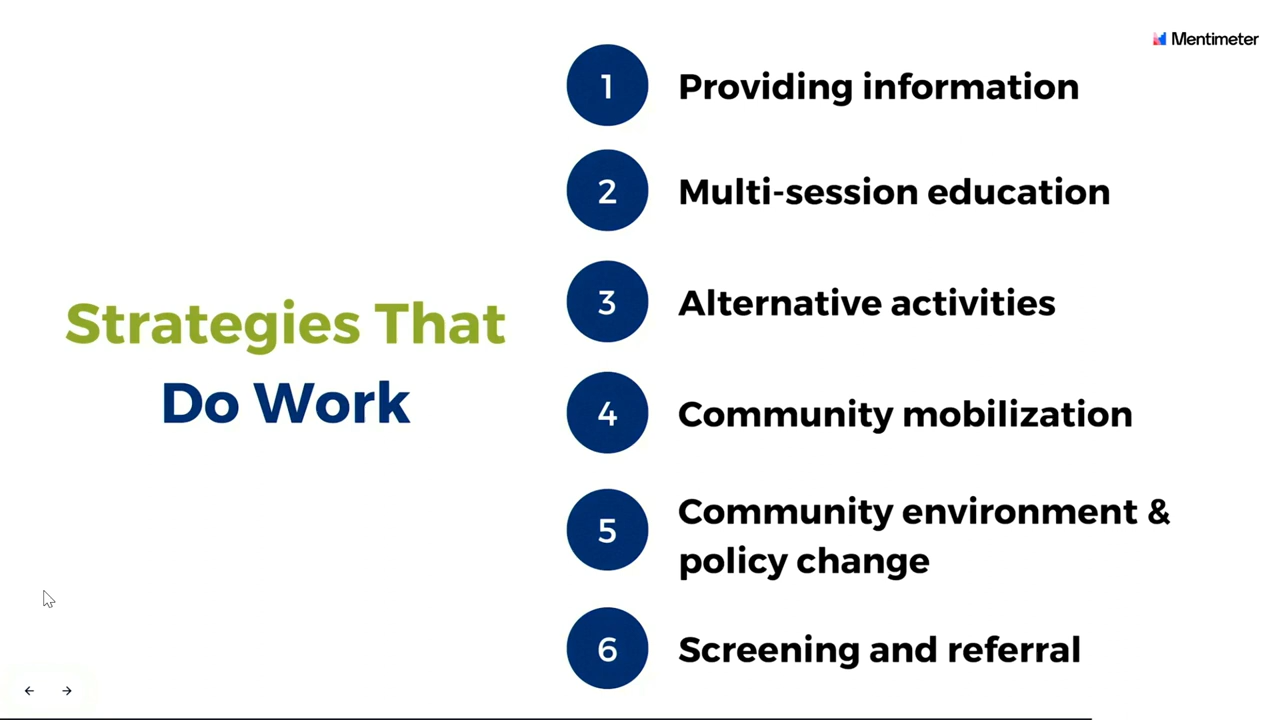 Mentimeter
Strategies That
Do Work
1 Providing information
2 Multi-session education
3 Alternative activities
4 Community mobilization
5 Community environment &
policy change
6 Screening and referral